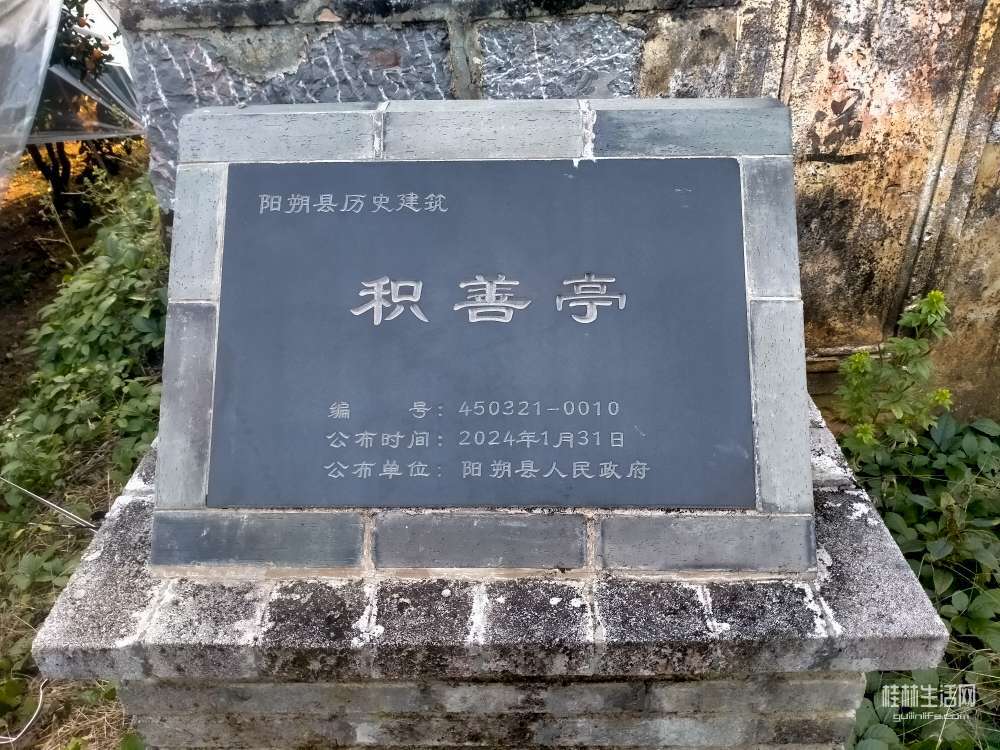 阳朔县历史建筑
积善亭
编 号：450321-0010
公布时间：2024年1月31日
公布单位：阳朔县人民政府
桂林生活网
guilinlife.com